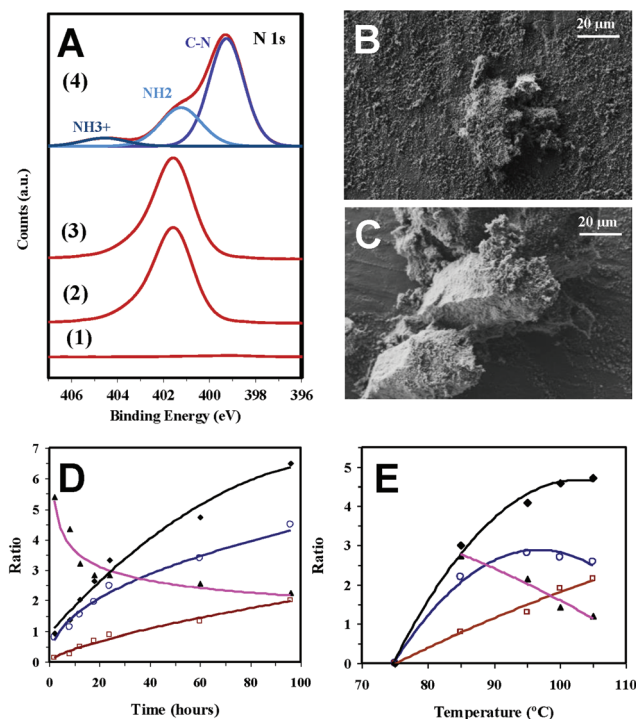 A
N 1s
C-N
(4)
NH2
NH3+
(3)
(2)
(1)
Counts (a.u.)
406 404 402 400 398 396
Binding Energy (eV)
B
20 µm
C
20 µm
D
7
6
5
4
3
2
1
0
Ratio
0 20 40 60 80 100
Time (hours)
E
5
4
3
2
1
0
Ratio
70 80 90 100 110
Temperature (ºC)